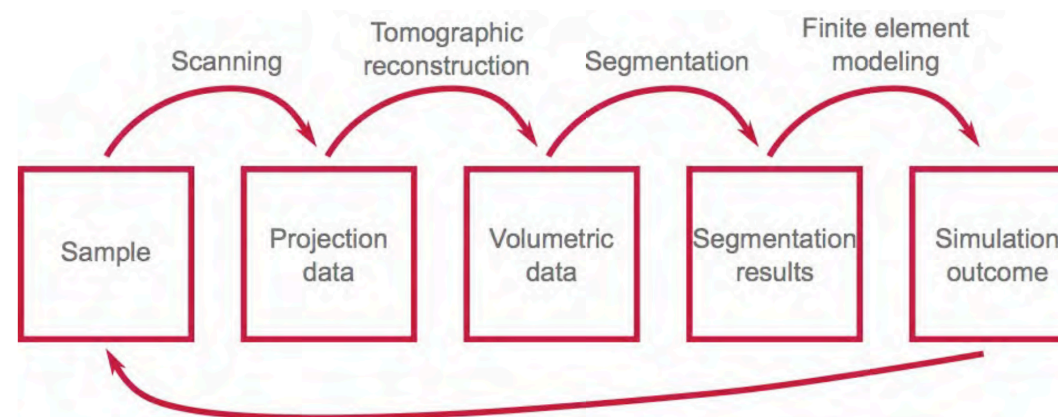 Scanning
Tomographic
reconstruction
Segmentation
Finite element
modeling
Sample
Projection
data
Volumetric
data
Segmentation
results
Simulation
outcome